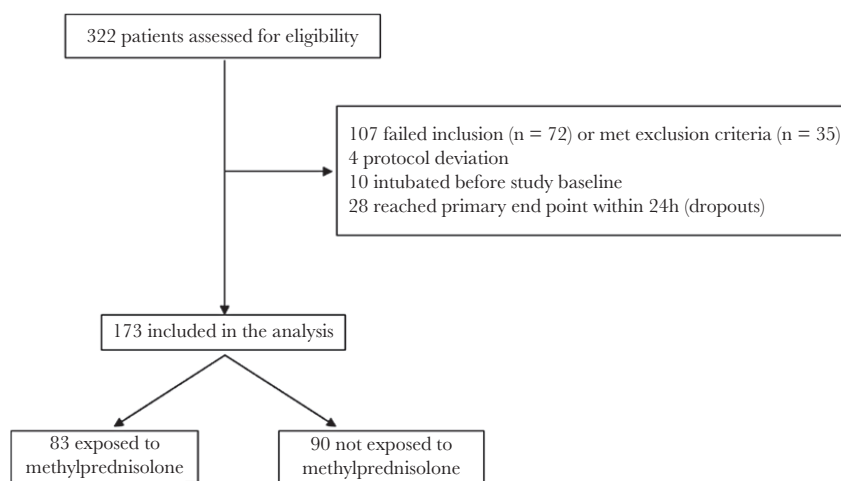 322 patients assessed for eligibility
107 failed inclusion (n = 72) or met exclusion criteria (n = 35)
4 protocol deviation
10 intubated before study baseline
28 reached primary end point within 24h (dropouts)
173 included in the analysis
83 exposed to
methylprednisolone
90 not exposed to
methylprednisolone